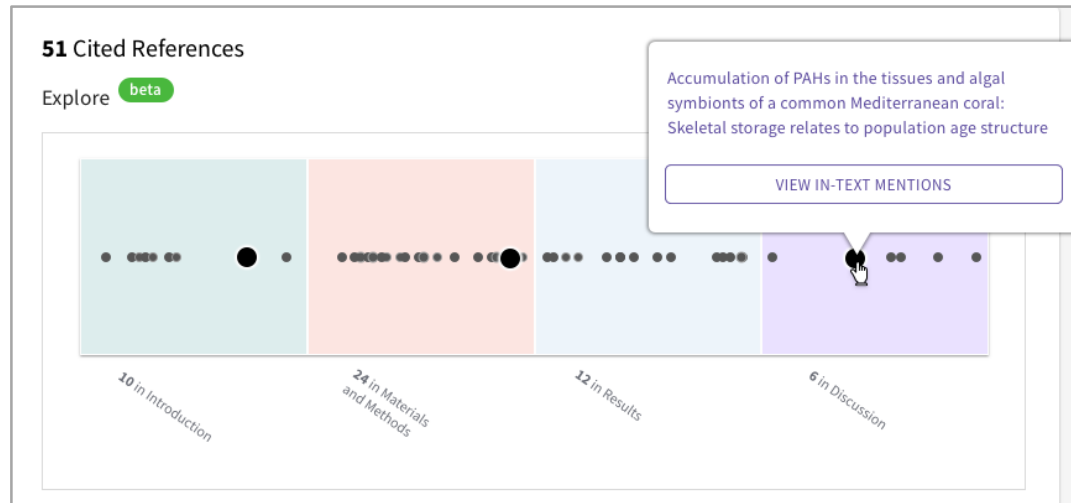 51 Cited References
Explore beta
Accumulation of PAHs in the tissues and algal
symbionts of a common Mediterranean coral:
Skeletal storage relates to population age structure
VIEW IN-TEXT MENTIONS
10 in Introduction
24 in Materials
and Methods
12 in Results
6 in Discussion